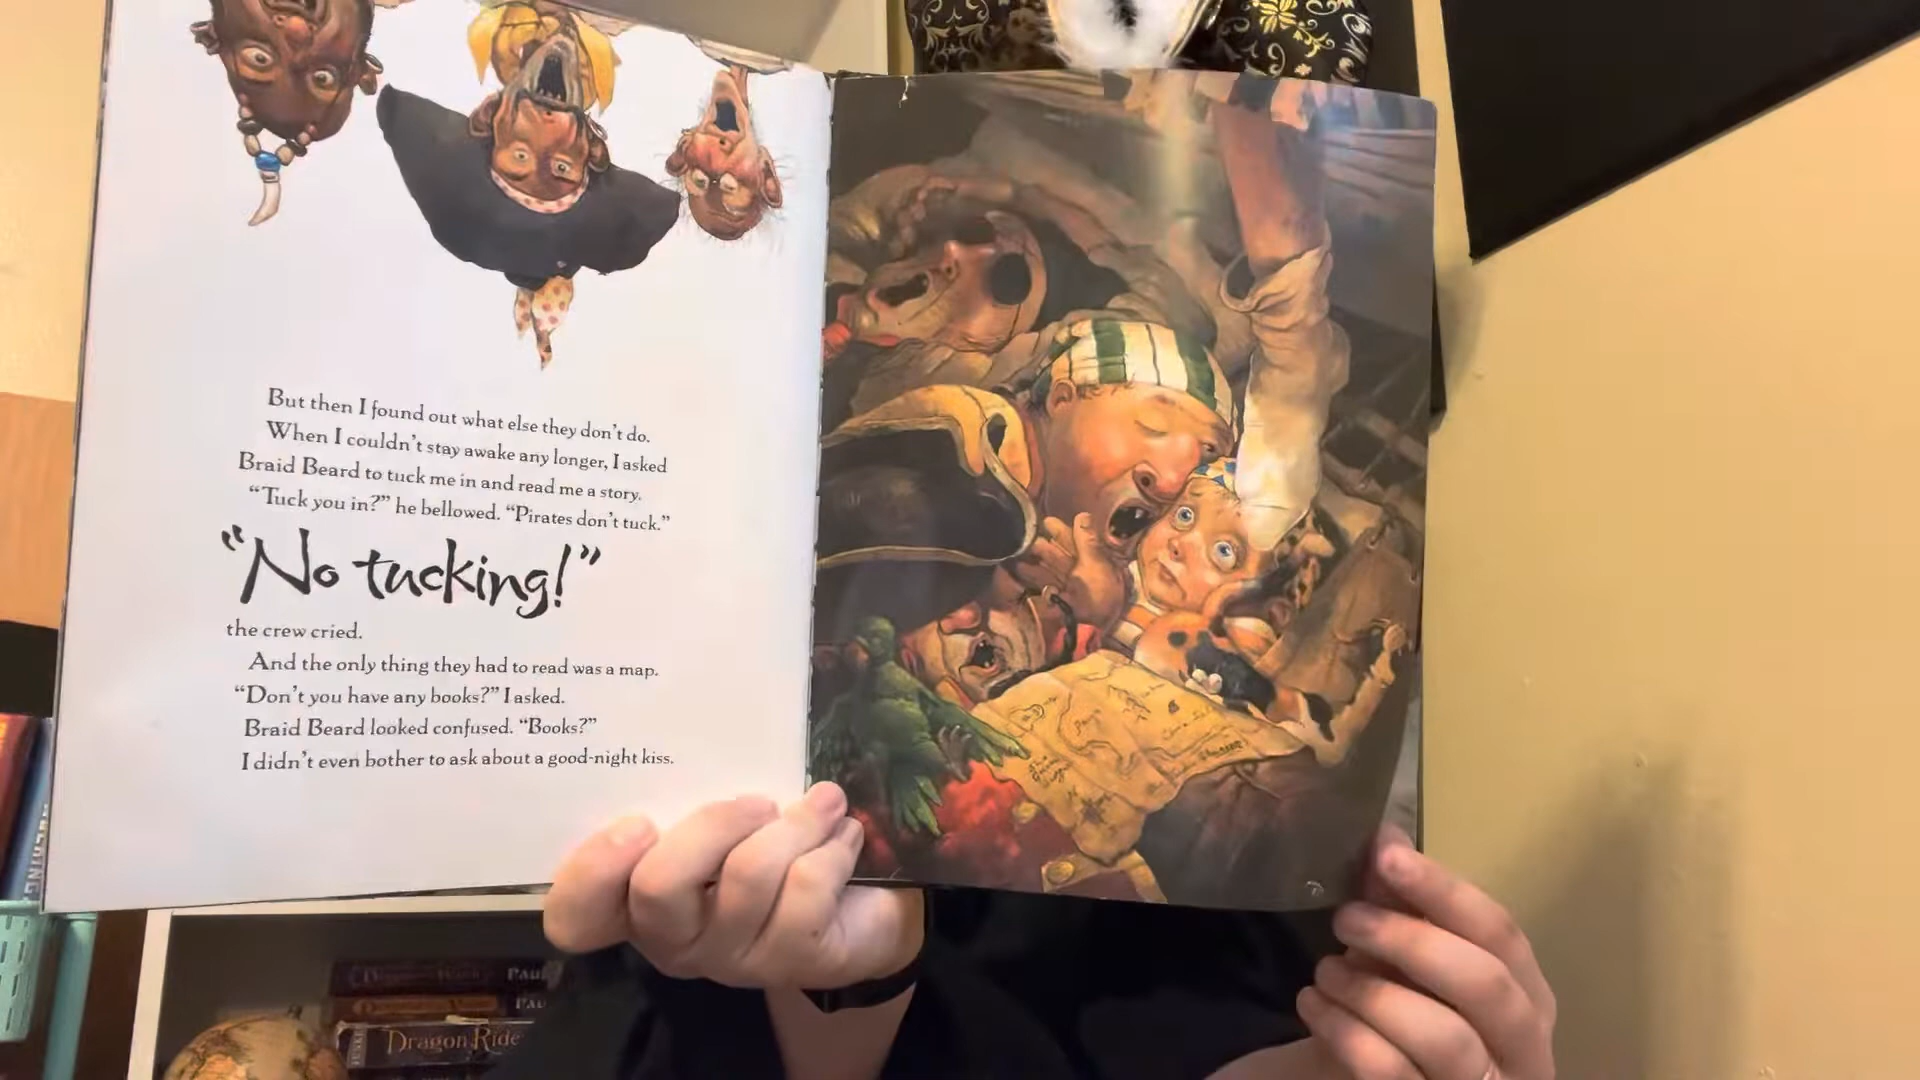 But then I found out what else they don't do.
When I couldn't stay awake any longer, I asked
Braid Beard to tuck me in and read me a story.
“Tuck you in?” he bellowed. “Pirates don't tuck.”
“No tucking!”
the crew cried.
And the only thing they had to read was a map.
“Don't you have any books?” I asked.
Braid Beard looked confused. “Books?”
I didn't even bother to ask about a good-night kiss.
Dragon Ride